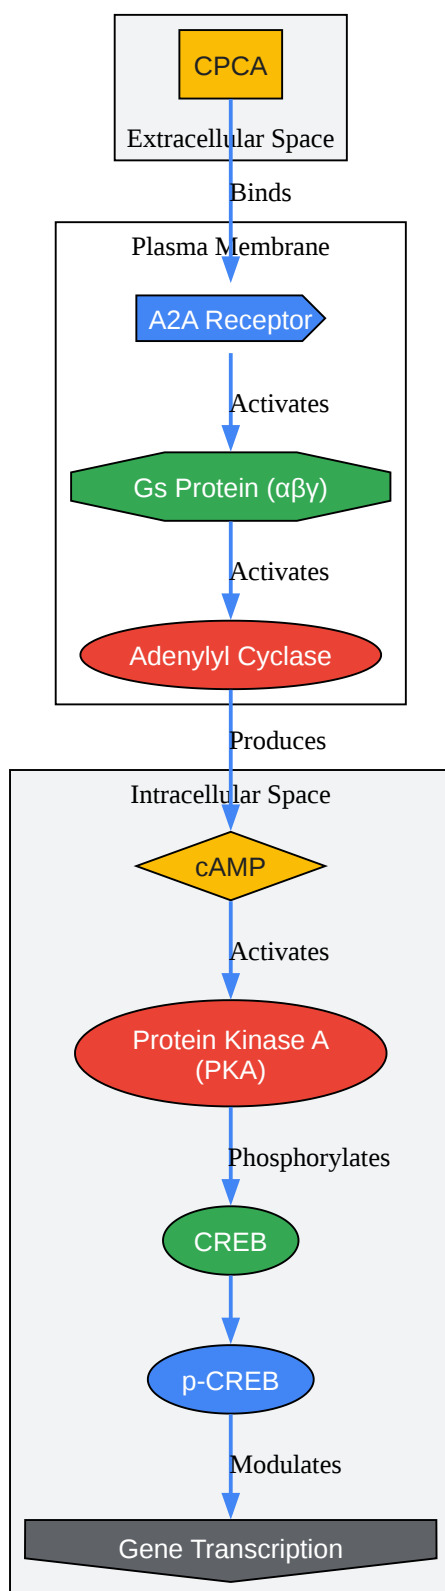 CPCA
Extracellular Space
Binds
Plasma Membrane
A2A Receptor
Activates
Gs Protein (αβγ)
Activates
Adenylyl Cyclase
Produces
Intracellular Space
cAMP
Activates
Protein Kinase A
(PKA)
Phosphorylates
CREB
p-CREB
Modulates
Gene Transcription